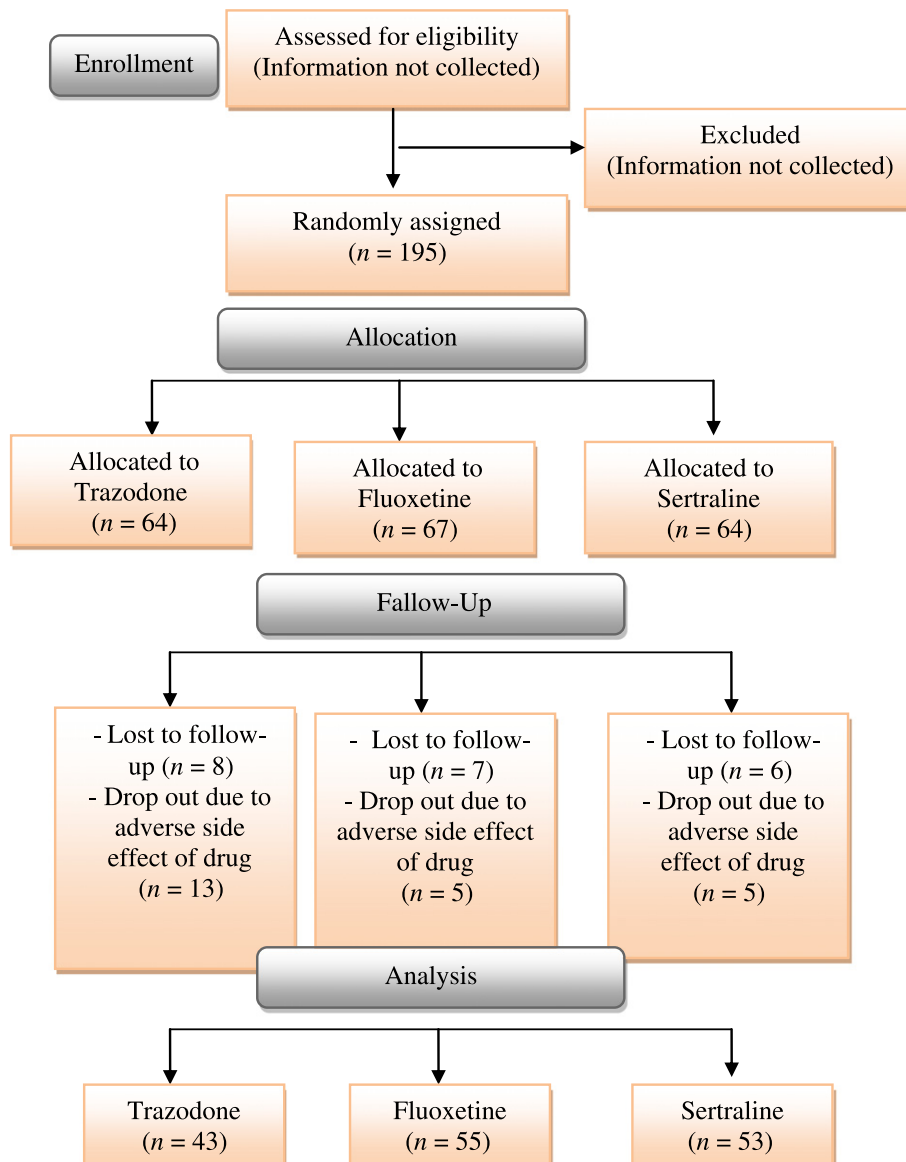 Enrollment
Assessed for eligibility
(Information not collected)
Excluded
(Information not collected)
Randomly assigned
(n = 195)
Allocation
Allocated to
Trazodone
(n = 64)
Allocated to
Fluoxetine
(n = 67)
Allocated to
Sertraline
(n = 64)
Fallow-Up
- Lost to follow-
up (n = 8)
- Drop out due to
adverse side
effect of drug
(n = 13)
- Lost to follow-
up (n = 7)
- Drop out due to
adverse side effect
of drug
(n = 5)
- Lost to follow-
up (n = 6)
- Drop out due to
adverse side
effect of drug
(n = 5)
Analysis
Trazodone
(n = 43)
Fluoxetine
(n = 55)
Sertraline
(n = 53)